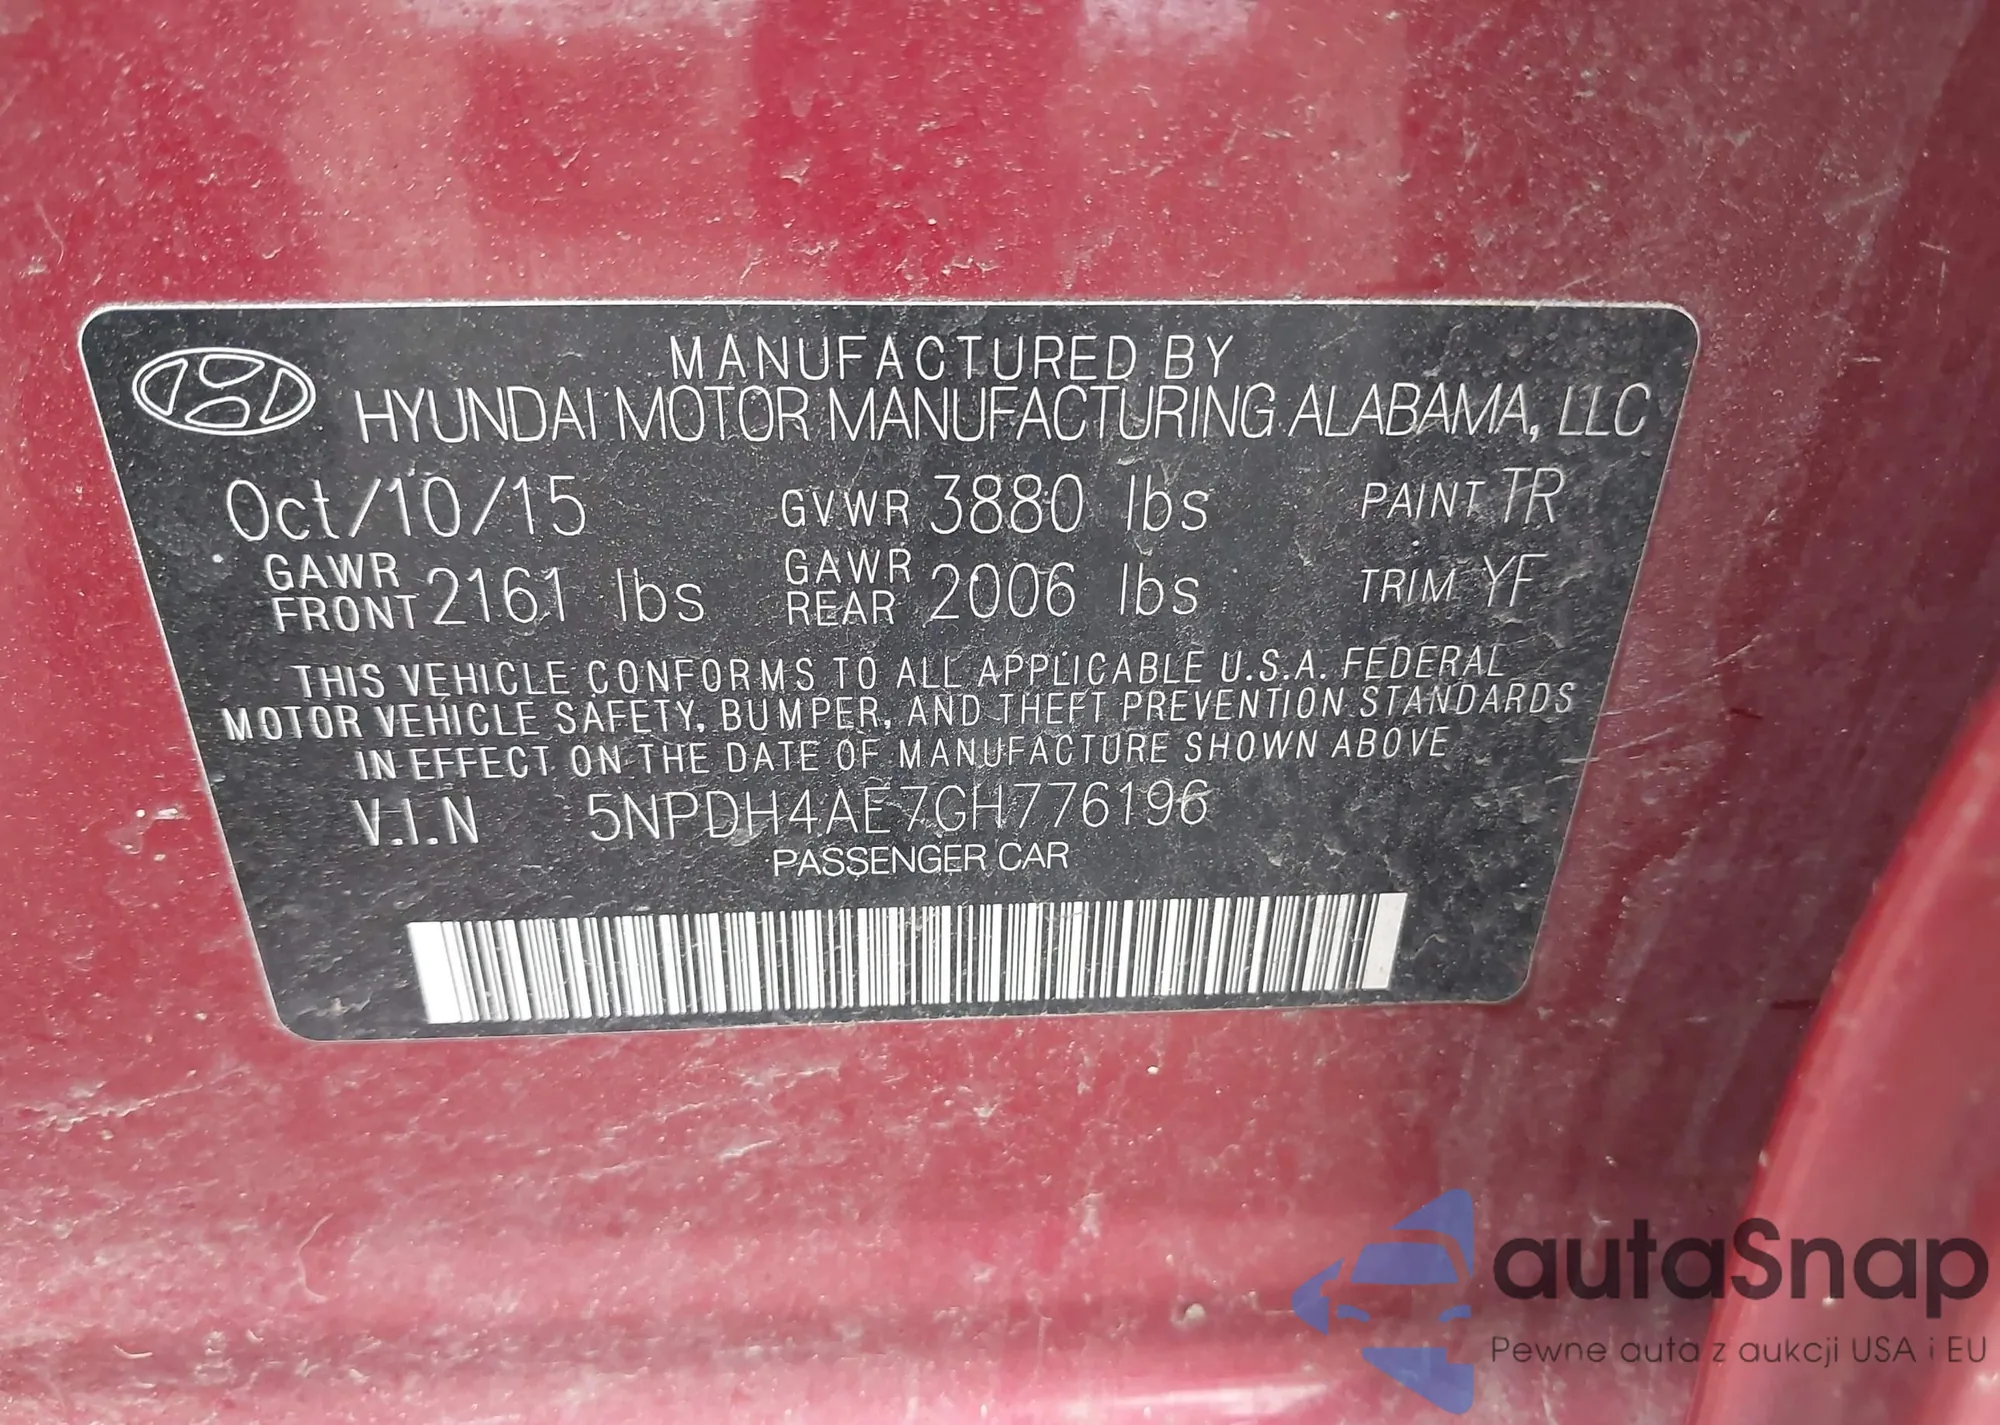 MANUFACTURED BY
HYUNDAI MOTOR MANUFACTURING ALABAMA, LLC
Oct/10/15 GVWR 3880 lbs PAINT TR
GAWR FRONT 2161 lbs GAWR REAR 2006 lbs TRIM YF
THIS VEHICLE CONFORMS TO ALL APPLICABLE U.S.A. FEDERAL
MOTOR VEHICLE SAFETY, BUMPER, AND THEFT PREVENTION STANDARDS
IN EFFECT ON THE DATE OF MANUFACTURE SHOWN ABOVE
V.I.N 5NPDH4AE7GH776196
PASSENGER CAR
autaSnap
Pewne auta z aukcji USA i EU